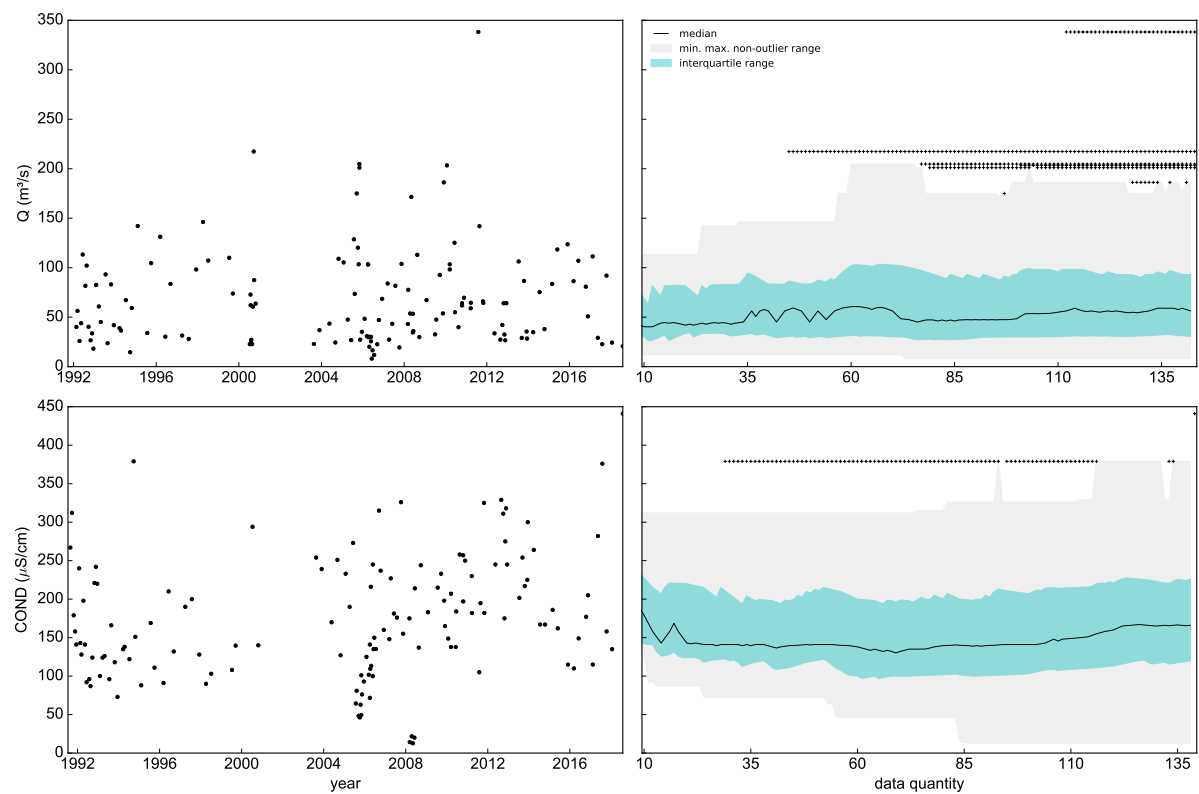 350
300
250
200
150
100
50
0
Q (m³/s)
1992 1996 2000 2004 2008 2012 2016
median
min. max. non-outlier range
interquartile range
10 35 60 85 110 135
450
400
350
300
250
200
150
100
50
0
COND (µS/cm)
1992 1996 2000 2004 2008 2012 2016
year
10 35 60 85 110 135
data quantity